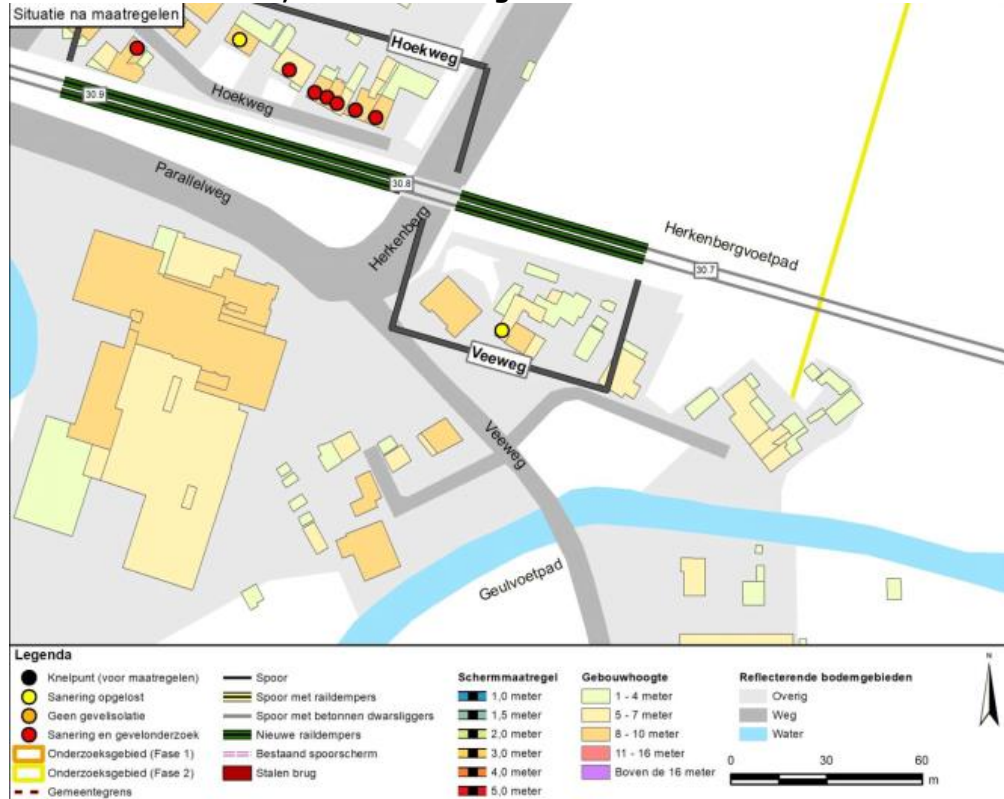 Situatie na maatregelen
Hoekweg
30.9
Hoekweg
Parallelweg
30.8
Herkenberg
Herkenbergvoetpad
30.7
Veeweg
Veeweg
Geulvoetpad
Legenda
Knelpunt (voor maatregelen)
Sanering opgelost
Geen gevelisolatie
Sanering en gevelonderzoek
Onderzoeksgebied (Fase 1)
Onderzoeksgebied (Fase 2)
Gemeentegrens
Spoor
Spoor met raildempers
Spoor met betonnen dwarsliggers
Nieuwe raildempers
Bestaand spoorscherm
Stalen brug
Schermmaatregel
1,0 meter
1,5 meter
2,0 meter
3,0 meter
4,0 meter
5,0 meter
Gebouwhoogte
1 - 4 meter
5 - 7 meter
8 - 10 meter
11 - 16 meter
Boven de 16 meter
Reflecterende bodemgebieden
Overig
Weg
Water
N
0 30 60
m